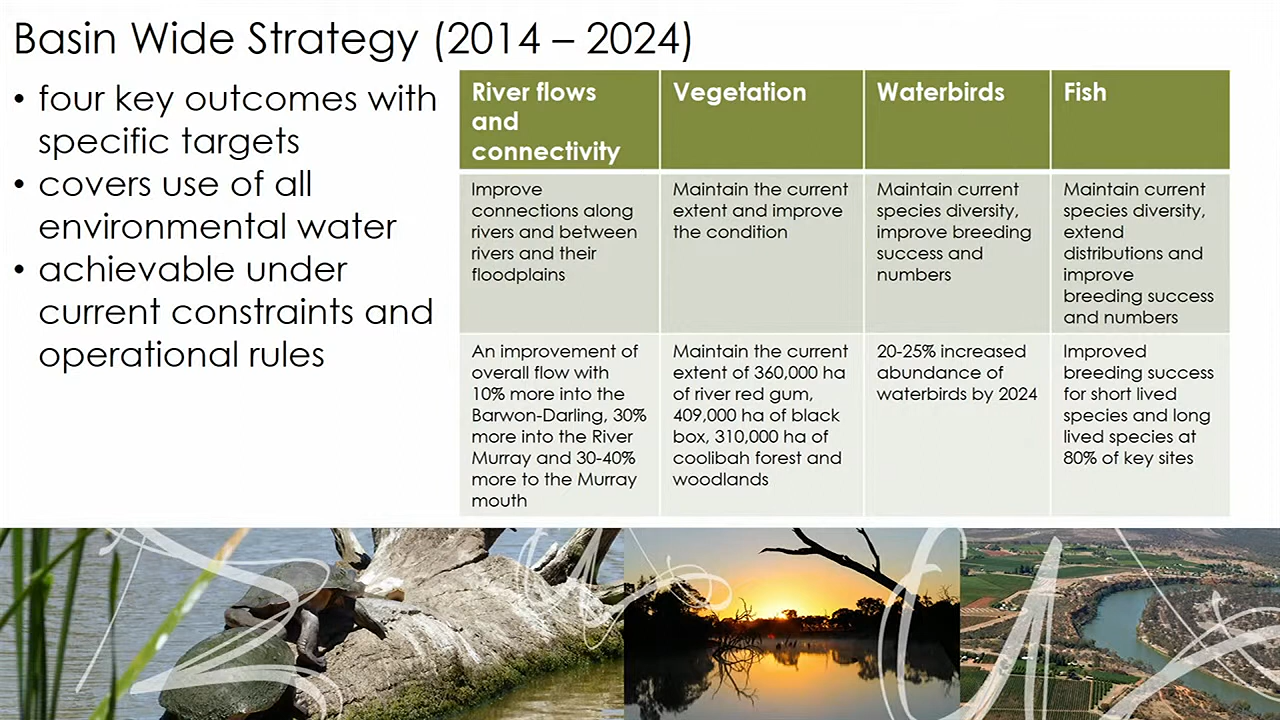 Basin Wide Strategy (2014 – 2024)
• four key outcomes with
specific targets
• covers use of all
environmental water
• achievable under
current constraints and
operational rules
River flows
and
connectivity
Vegetation
Waterbirds
Fish
Improve
connections along
rivers and between
rivers and their
floodplains
Maintain the current
extent and improve
the condition
Maintain current
species diversity,
improve breeding
success and
numbers
Maintain current
species diversity,
extend
distributions and
improve
breeding success
and numbers
An improvement of
overall flow with
10% more into the
Barwon-Darling, 30%
more into the River
Murray and 30-40%
more to the Murray
mouth
Maintain the current
extent of 360,000 ha
of river red gum,
409,000 ha of black
box, 310,000 ha of
coolibah forest and
woodlands
20-25% increased
abundance of
waterbirds by 2024
Improved
breeding success
for short lived
species and long
lived species at
80% of key sites